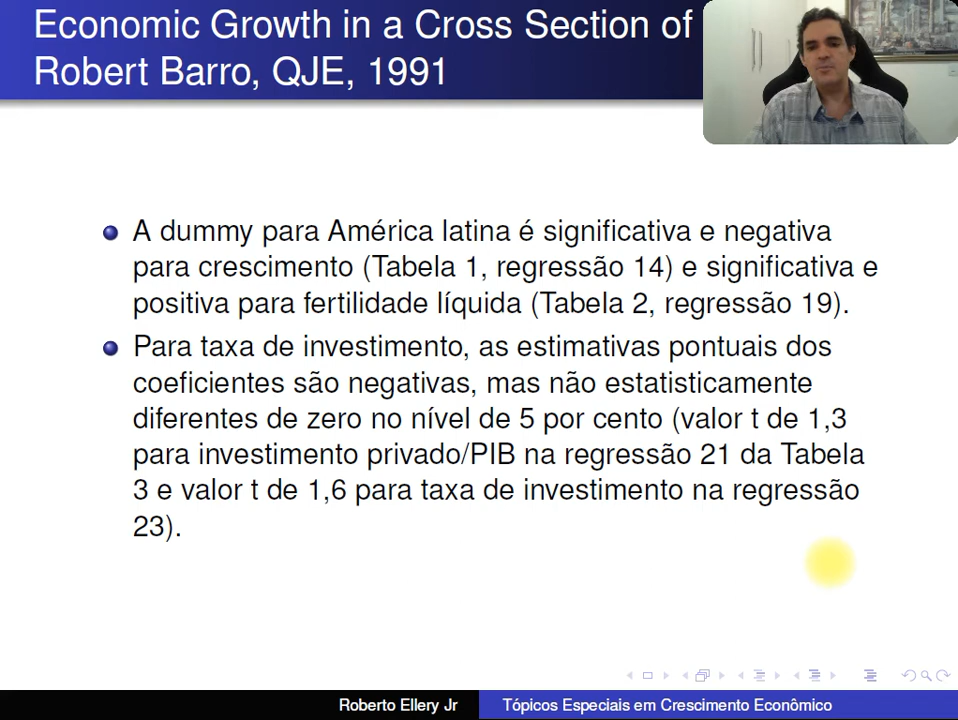 Economic Growth in a Cross Section of
Robert Barro, QJE, 1991
A dummy para América latina é significativa e negativa
para crescimento (Tabela 1, regressão 14) e significativa e
positiva para fertilidade líquida (Tabela 2, regressão 19).
Para taxa de investimento, as estimativas pontuais dos
coeficientes são negativas, mas não estatisticamente
diferentes de zero no nível de 5 por cento (valor t de 1,3
para investimento privado/PIB na regressão 21 da Tabela
3 e valor t de 1,6 para taxa de investimento na regressão
23).
Roberto Ellery Jr
Tópicos Especiais em Crescimento Econômico